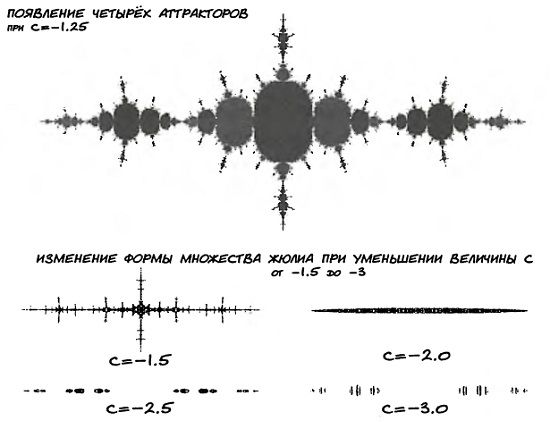 ПОЯВЛЕНИЕ ЧЕТЫРЁХ АТТРАКТОРОВ
ПРИ C=-1.25
ИЗМЕНЕНИЕ ФОРМЫ МНОЖЕСТВА ЖЮЛИА ПРИ УМЕНЬШЕНИИ ВЕЛИЧИНЫ C
ОТ -1.5 ДО -3
C=-1.5
C=-2.0
C=-2.5
C=-3.0